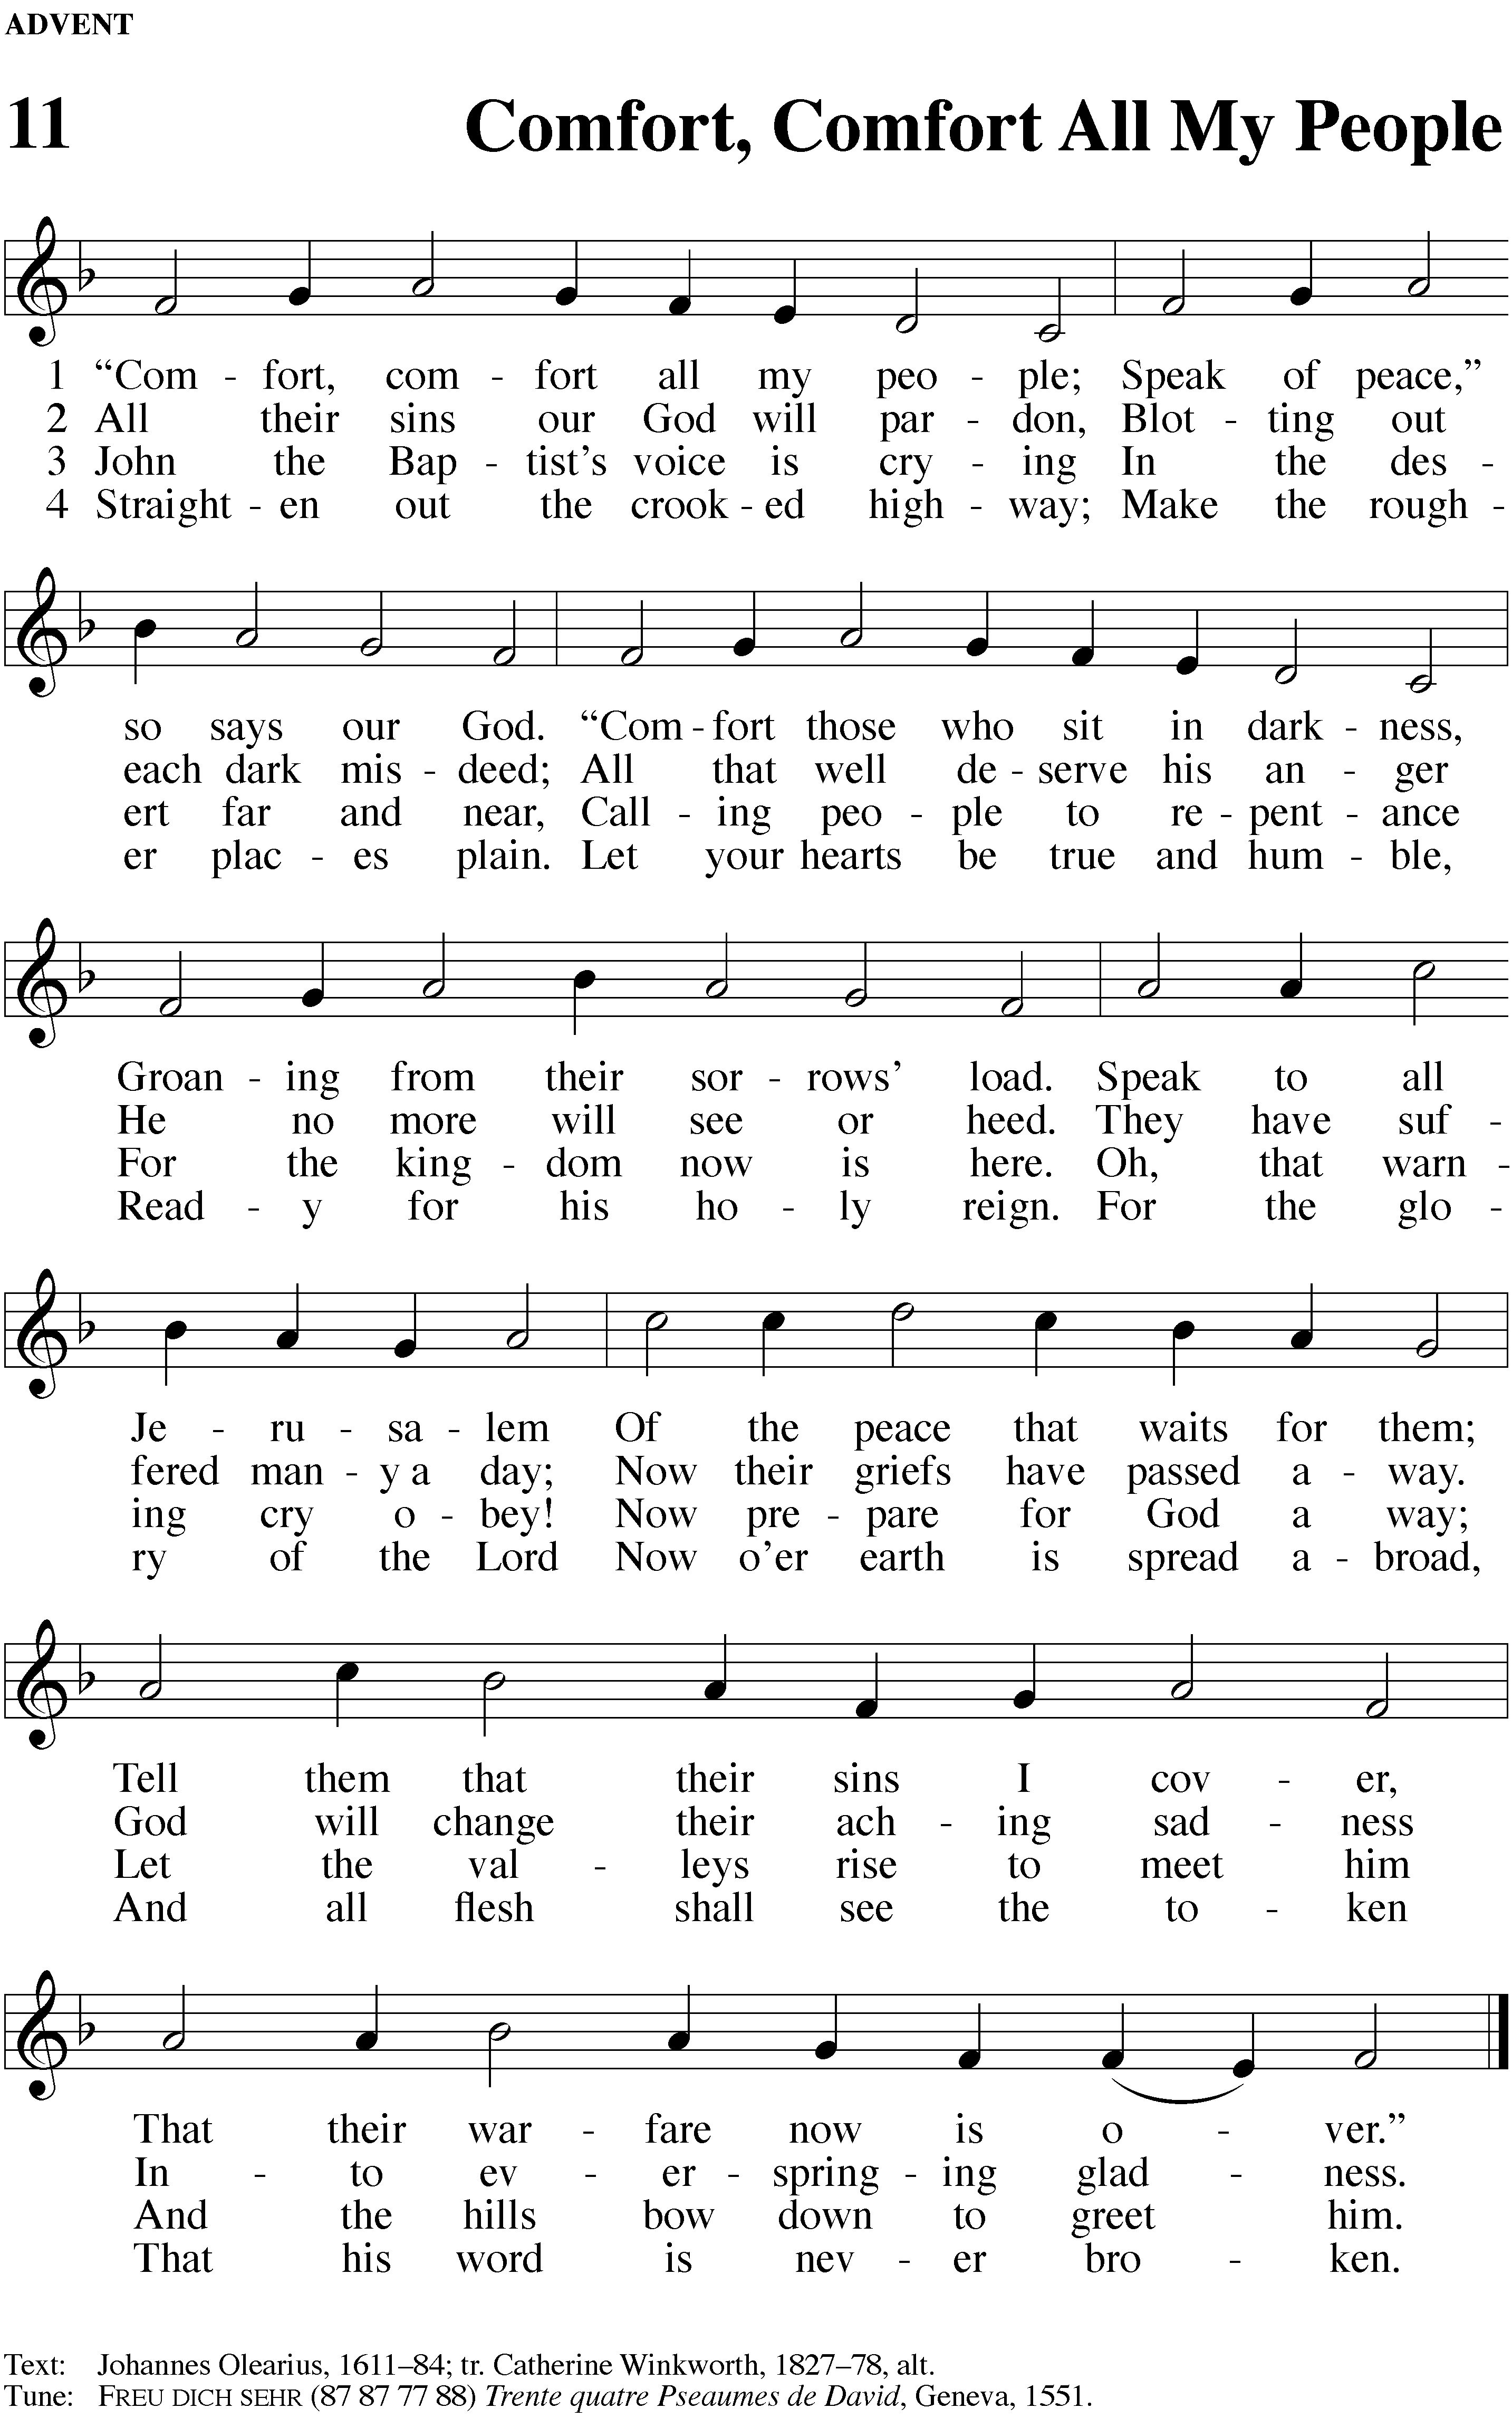 ADVENT
11 Comfort, Comfort All My People
1 “Com - fort, com - fort all my peo - ple; Speak of peace,”
2 All their sins our God will par - don, Blot - ting out
3 John the Bap - tist’s voice is cry - ing In the des -
4 Straight - en out the crook - ed high - way; Make the rough -
so says our God. “Com - fort those who sit in dark - ness,
each dark mis - deed; All that well de - serve his an - ger
ert far and near, Call - ing peo - ple to re - pent - ance
er plac - es plain. Let your hearts be true and hum - ble,
Groan - ing from their sor - rows’ load. Speak to all
He no more will see or heed. They have suf -
For the king - dom now is here. Oh, that warn -
Read - y for his ho - ly reign. For the glo -
Je - ru - sa - lem Of the peace that waits for them;
fered man - y a day; Now their griefs have passed a - way.
ing cry o - bey! Now pre - pare for God a way;
ry of the Lord Now o’er earth is spread a - broad,
Tell them that their sins I cov - er,
God will change their ach - ing sad - ness
Let the val - leys rise to meet him
And all flesh shall see the to - ken
That their war - fare now is o - ver.”
In - to ev - er - spring - ing glad - ness.
And the hills bow down to greet him.
That his word is nev - er bro - ken.
Text: Johannes Olearius, 1611–84; tr. Catherine Winkworth, 1827–78, alt.
Tune: FREU DICH SEHR (87 87 77 88) Trente quatre Pseaumes de David, Geneva, 1551.